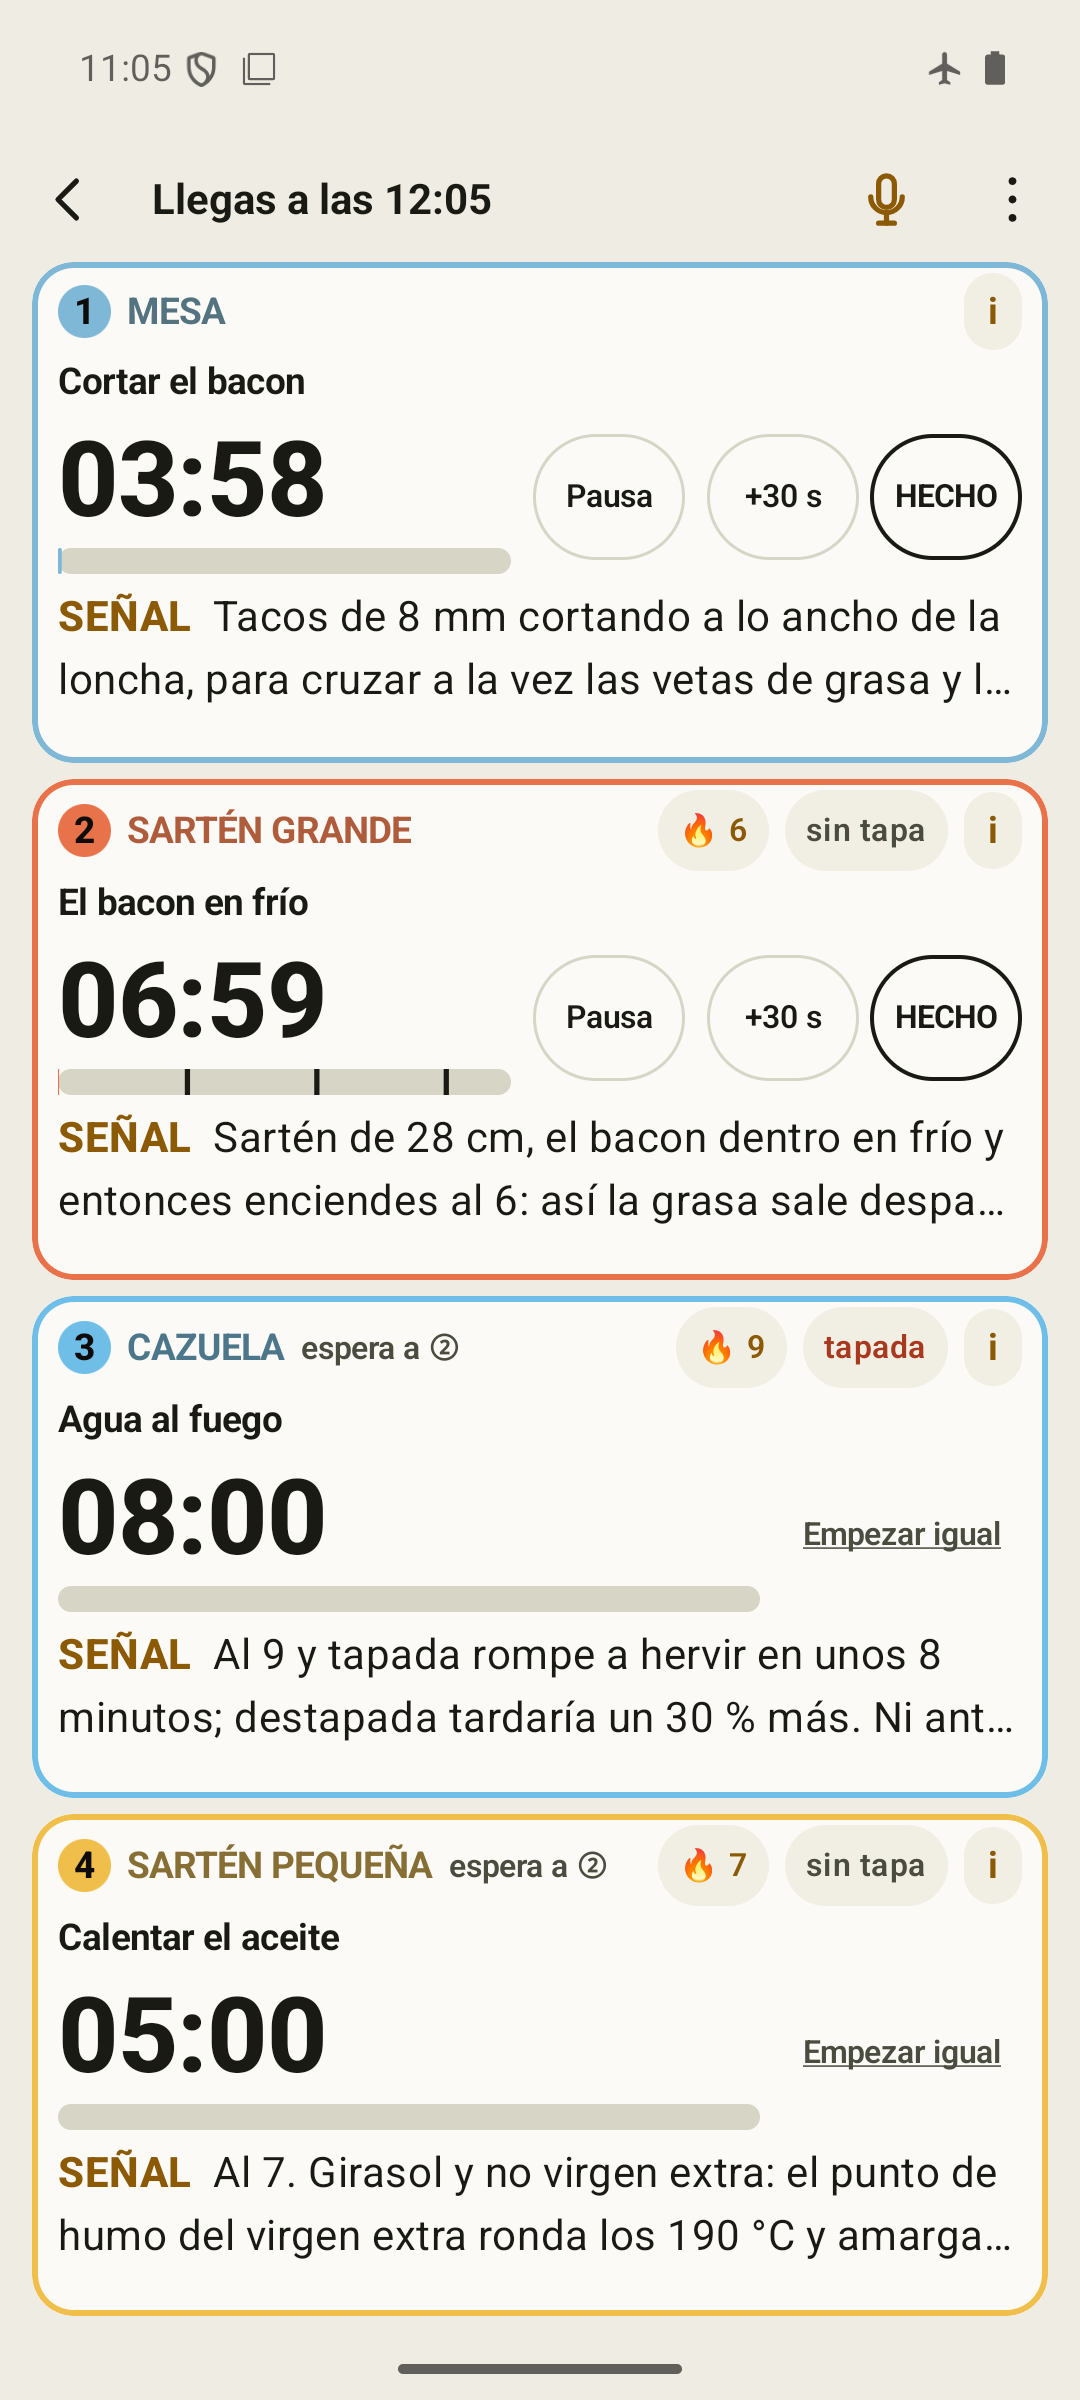 11:05
Llegas a las 12:05
1 MESA i
Cortar el bacon
03:58 Pausa +30 s HECHO
SEÑAL Tacos de 8 mm cortando a lo ancho de la
loncha, para cruzar a la vez las vetas de grasa y l...
2 SARTÉN GRANDE 🔥 6 sin tapa i
El bacon en frío
06:59 Pausa +30 s HECHO
SEÑAL Sartén de 28 cm, el bacon dentro en frío y
entonces enciendes al 6: así la grasa sale despa...
3 CAZUELA espera a ② 🔥 9 tapada i
Agua al fuego
08:00 Empezar igual
SEÑAL Al 9 y tapada rompe a hervir en unos 8
minutos; destapada tardaría un 30 % más. Ni ant...
4 SARTÉN PEQUEÑA espera a ② 🔥 7 sin tapa i
Calentar el aceite
05:00 Empezar igual
SEÑAL Al 7. Girasol y no virgen extra: el punto de
humo del virgen extra ronda los 190 °C y amarga...